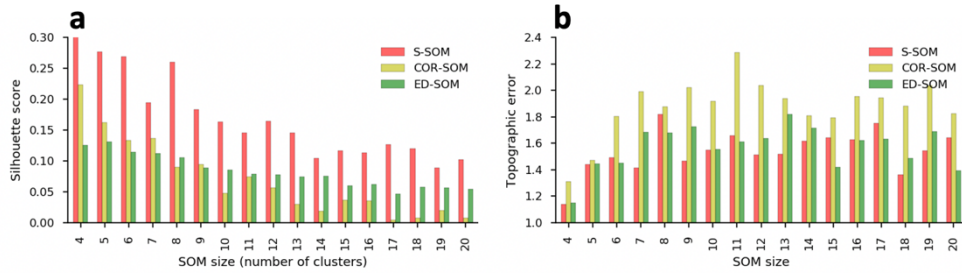 a
0.30
0.25
0.20
0.15
0.10
0.05
0.00
Silhouette score
S-SOM
COR-SOM
ED-SOM
4 5 6 7 8 9 10 11 12 13 14 15 16 17 18 19 20
SOM size (number of clusters)
b
2.4
2.2
2.0
1.8
1.6
1.4
1.2
1.0
Topographic error
S-SOM
COR-SOM
ED-SOM
4 5 6 7 8 9 10 11 12 13 14 15 16 17 18 19 20
SOM size